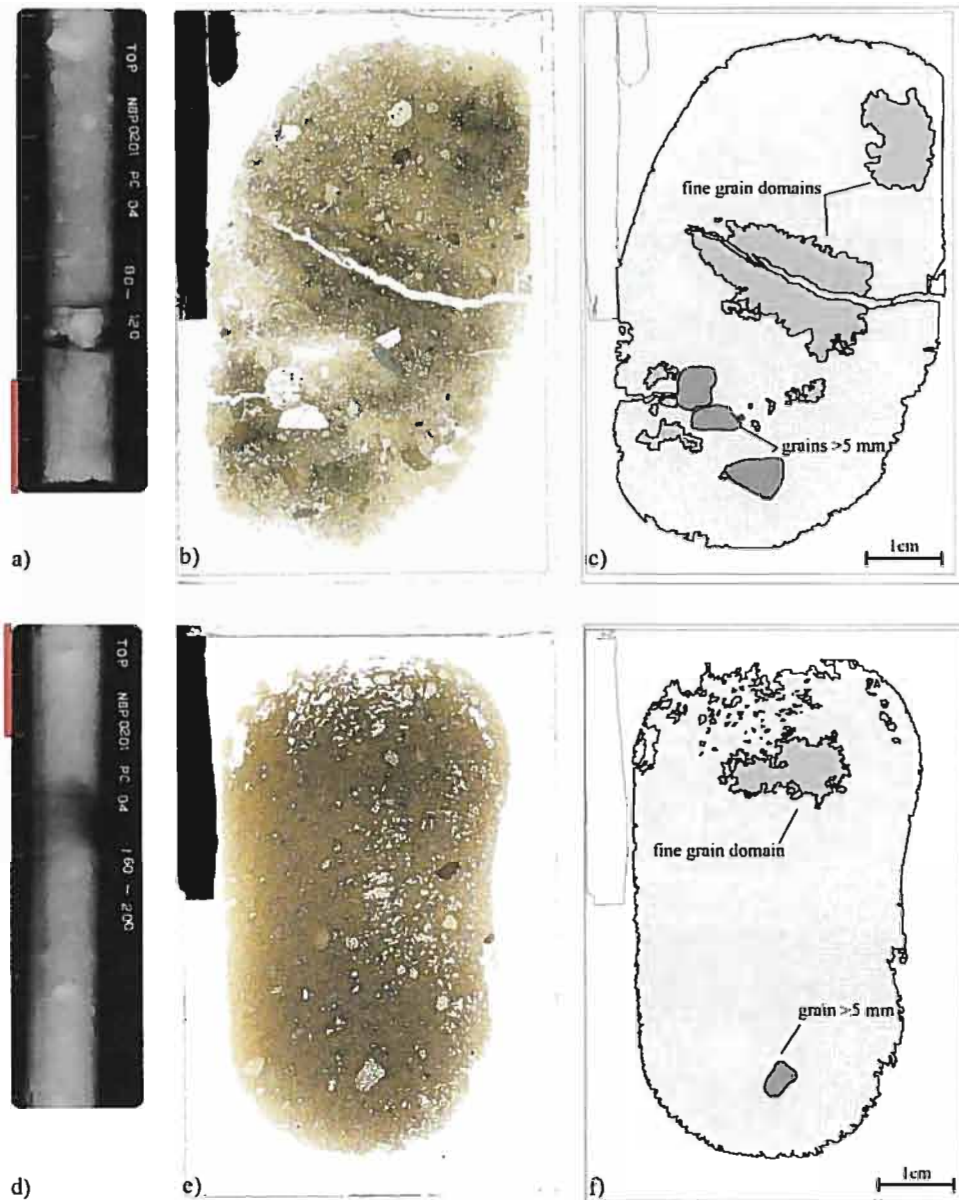 TOP NBP0201 PC 04 80 - 120
a)
b)
fine grain domains
grains >5 mm
c)
1cm
TOP NBP0201 PC 04 160 - 200
d)
e)
fine grain domain
grain >5 mm
f)
1cm